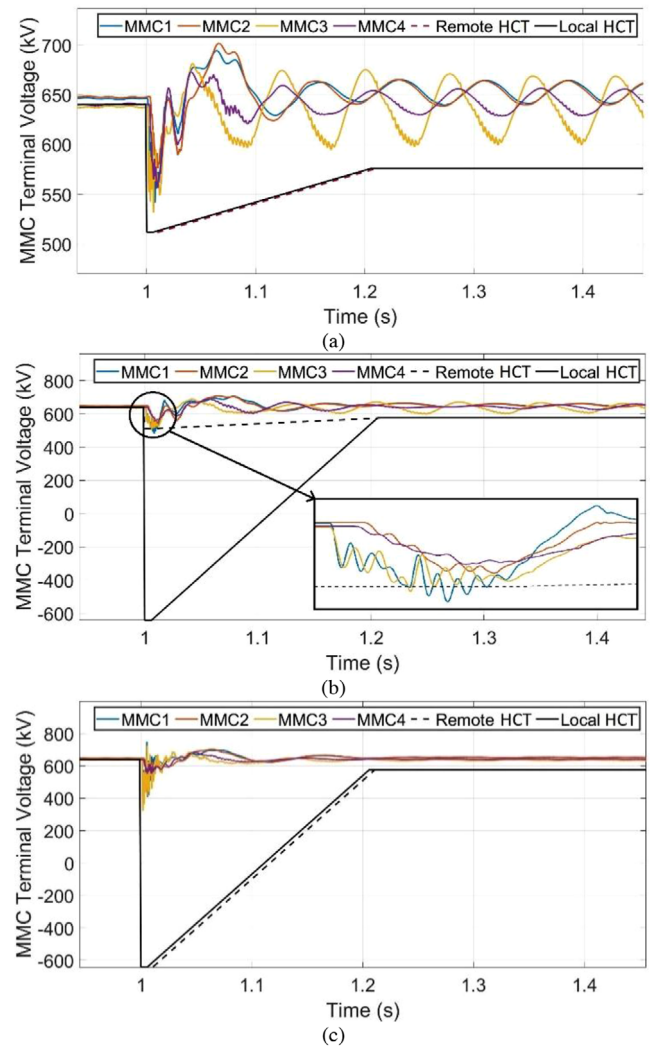 MMC1 MMC2 MMC3 MMC4 Remote HCT Local HCT
MMC Terminal Voltage (kV)
700
650
600
550
500
1 1.1 1.2 1.3 1.4
Time (s)
(a)
MMC1 MMC2 MMC3 MMC4 Remote HCT Local HCT
MMC Terminal Voltage (kV)
800
600
400
200
0
-200
-400
-600
1 1.1 1.2 1.3 1.4
Time (s)
(b)
MMC1 MMC2 MMC3 MMC4 Remote HCT Local HCT
MMC Terminal Voltage (kV)
800
600
400
200
0
-200
-400
-600
1 1.1 1.2 1.3 1.4
Time (s)
(c)